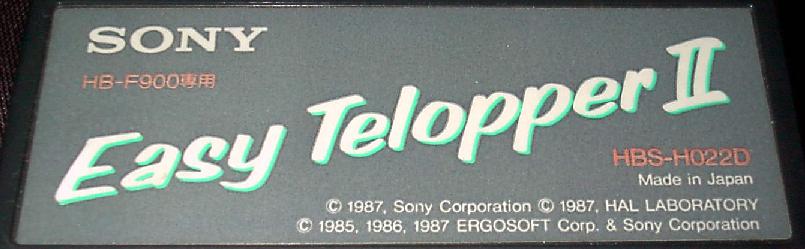 SONY
HB-F900専用
Easy Telopper II
HBS-H022D
Made in Japan
© 1987, Sony Corporation © 1987, HAL LABORATORY
© 1985, 1986, 1987 ERGOSOFT Corp. & Sony Corporation